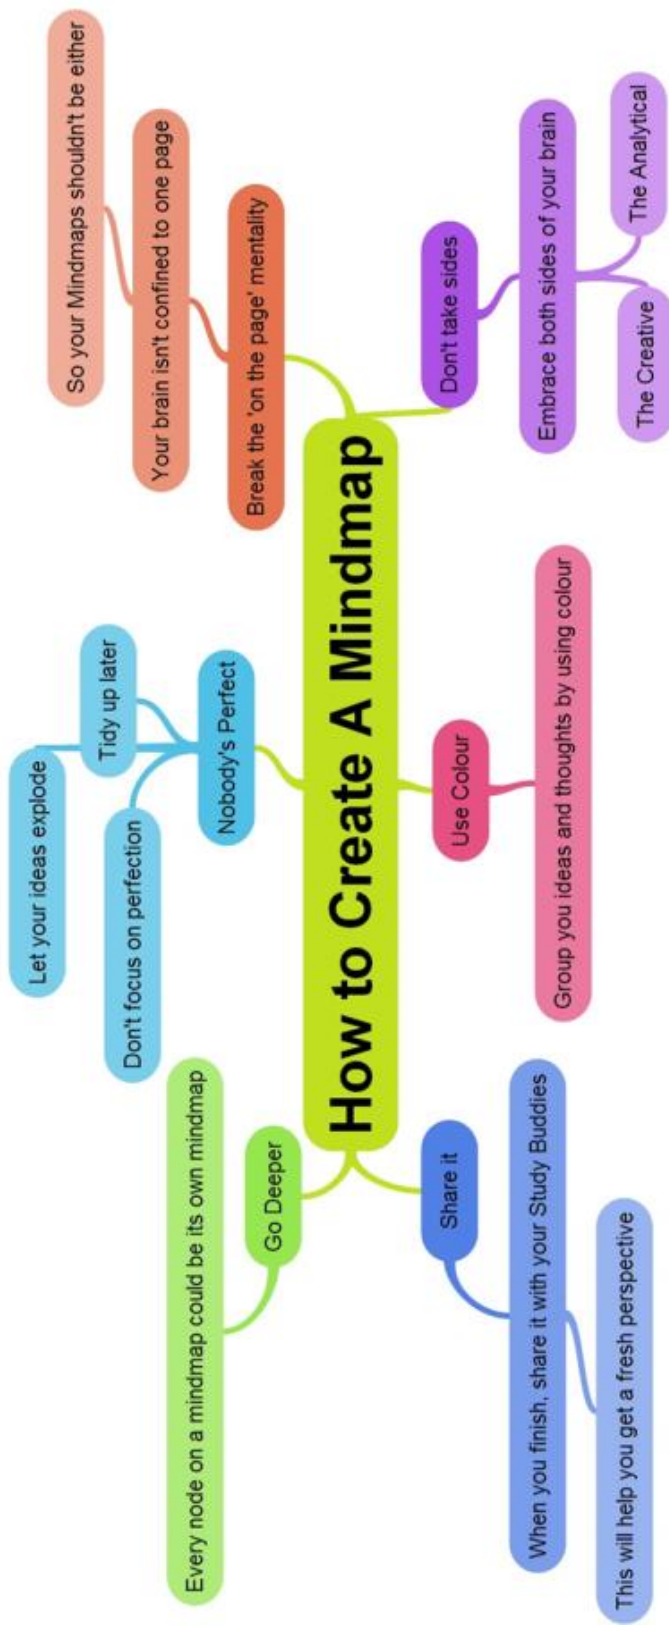 How to Create A Mindmap
Go Deeper
Every node on a mindmap could be its own mindmap
Nobody's Perfect
Don't focus on perfection
Let your ideas explode
Tidy up later
Break the 'on the page' mentality
Your brain isn't confined to one page
So your Mindmaps shouldn't be either
Share it
When you finish, share it with your Study Buddies
This will help you get a fresh perspective
Use Colour
Group you ideas and thoughts by using colour
Don't take sides
Embrace both sides of your brain
The Creative
The Analytical